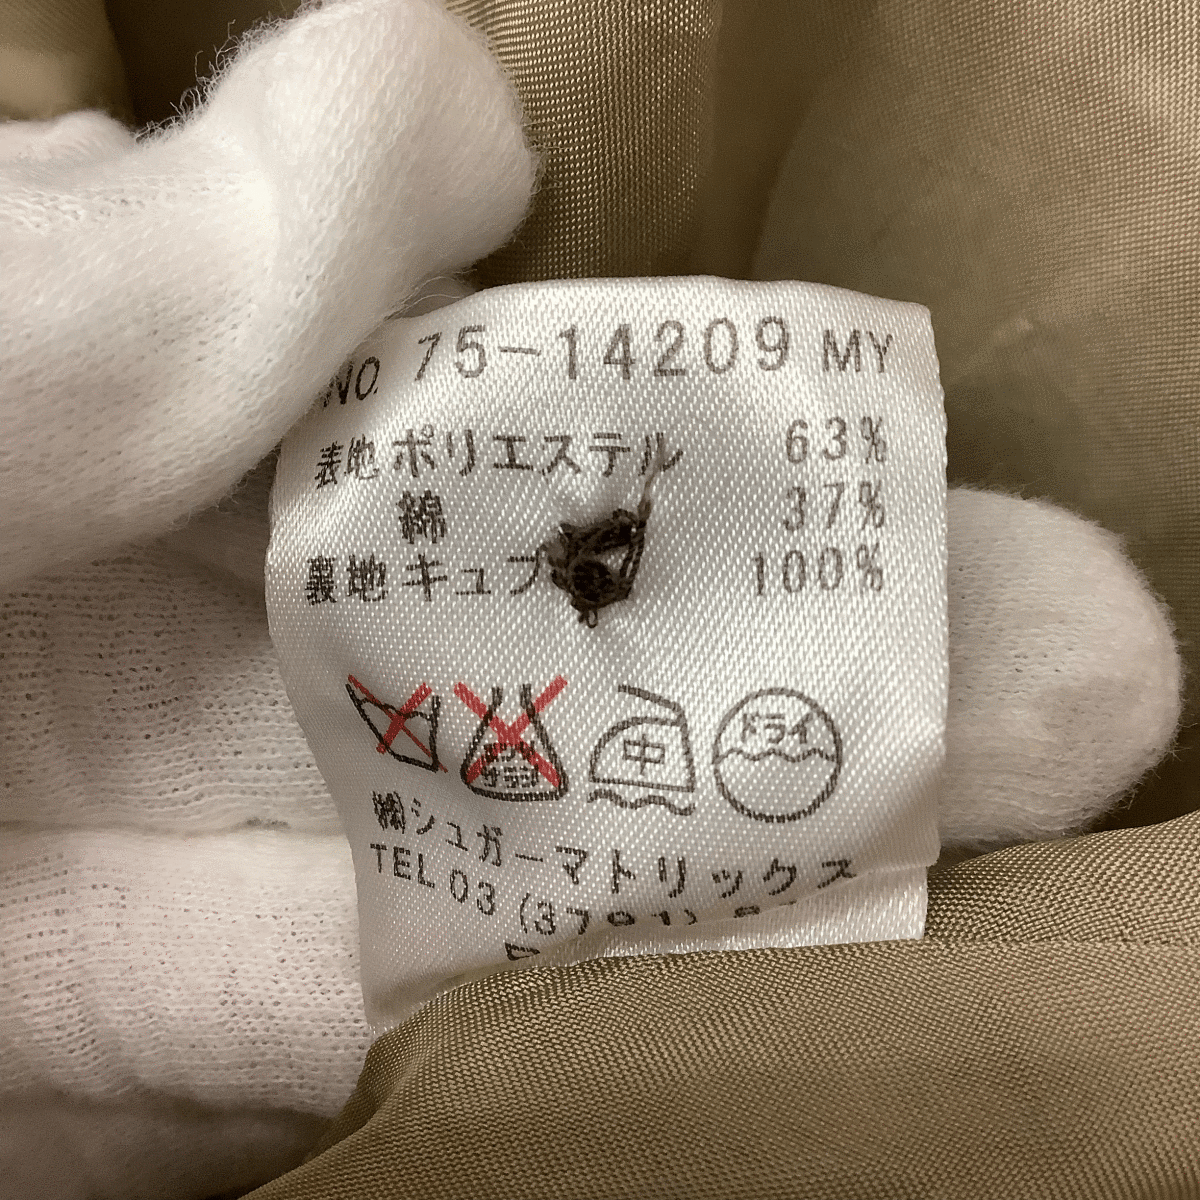 NO. 75-14209 MY
表地 ポリエステル 63%
綿 37%
裏地 キュプ 100%
中
ドライ
㈱シュガーマトリックス
TEL 03 (3791)